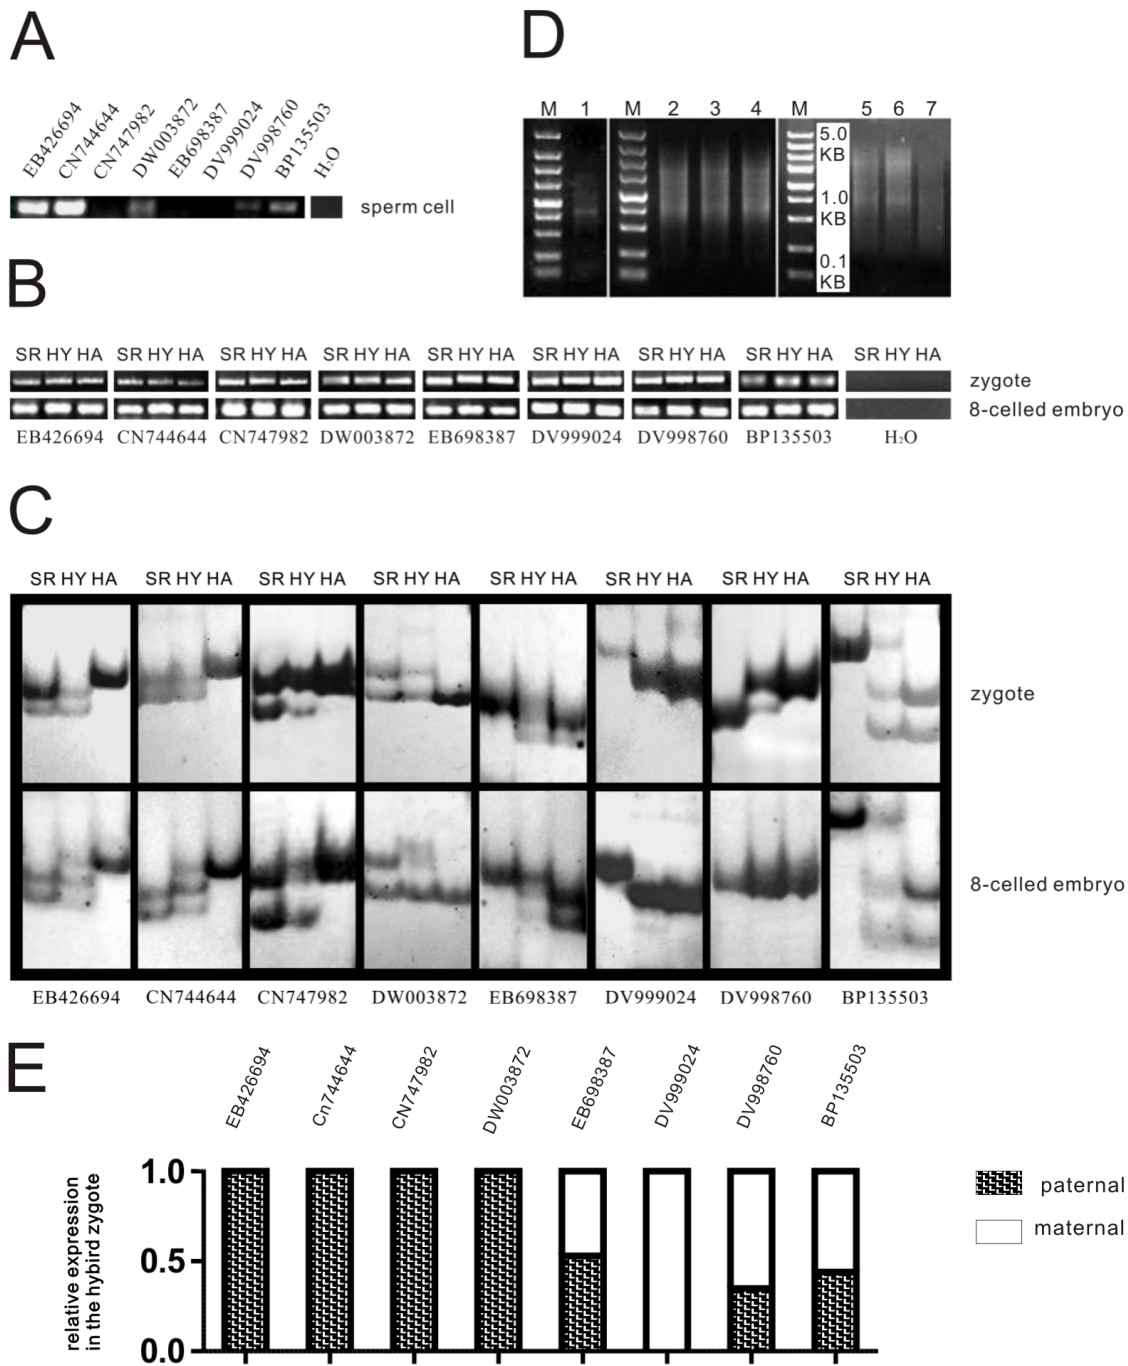 A
EB426694 CN744644 CN747982 DW003872 EB698387 DV999024 DV998760 BP135503 H₂O
sperm cell
D
M 1 M 2 3 4 M 5 6 7
5.0
KB
1.0
KB
0.1
KB
B
SR HY HA SR HY HA SR HY HA SR HY HA SR HY HA SR HY HA SR HY HA SR HY HA SR HY HA
zygote
8-celled embryo
EB426694 CN744644 CN747982 DW003872 EB698387 DV999024 DV998760 BP135503 H₂O
C
SR HY HA SR HY HA SR HY HA SR HY HA SR HY HA SR HY HA SR HY HA SR HY HA
zygote
8-celled embryo
EB426694 CN744644 CN747982 DW003872 EB698387 DV999024 DV998760 BP135503
E
EB426694 Cn744644 CN747982 DW003872 EB698387 DV999024 DV998760 BP135503
relative expression
in the hybird zygote
1.0
0.5
0.0
paternal
maternal